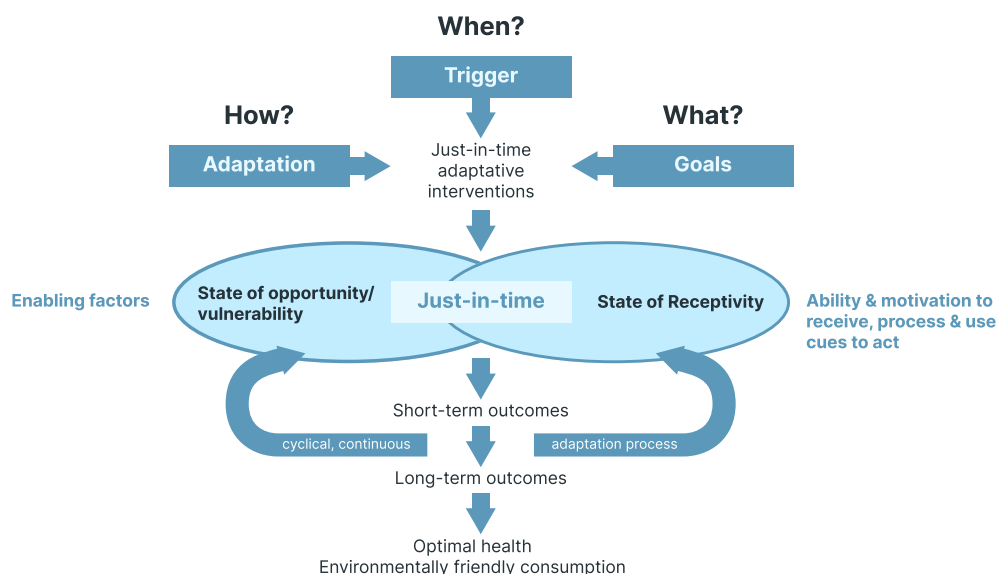 When?
Trigger
How?
What?
Adaptation
Just-in-time
adaptative
interventions
Goals
Enabling factors
State of opportunity/
vulnerability
Just-in-time
State of Receptivity
Ability & motivation to
receive, process & use
cues to act
Short-term outcomes
cyclical, continuous
adaptation process
Long-term outcomes
Optimal health
Environmentally friendly consumption